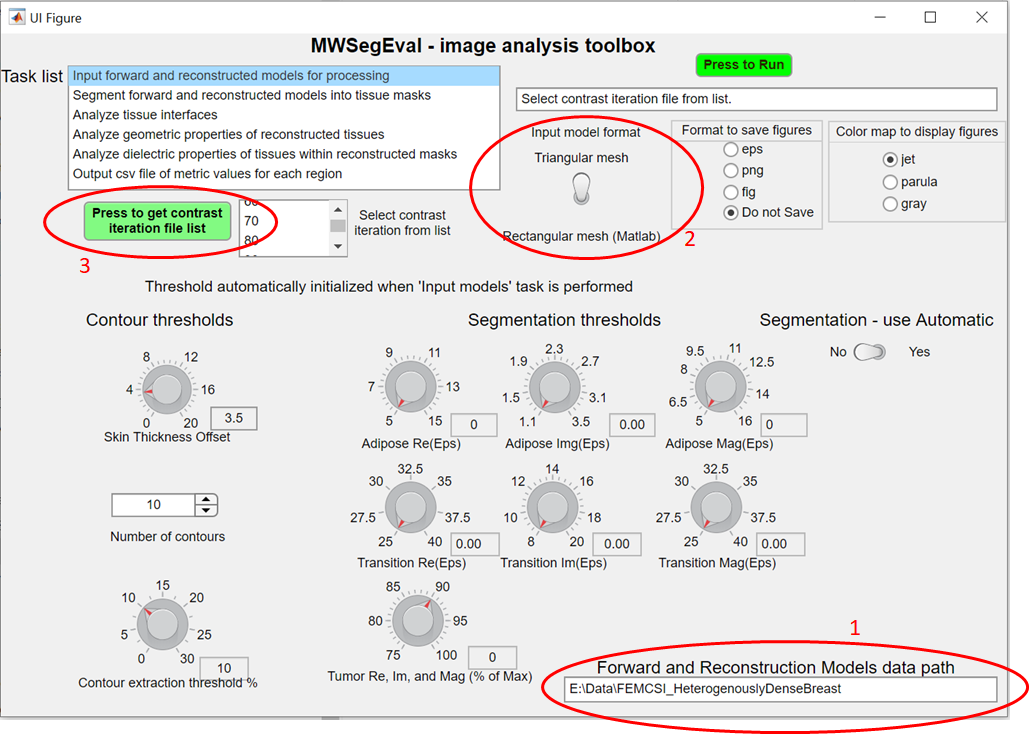 UI Figure
MWSegEval - image analysis toolbox
Press to Run
Task list
Input forward and reconstructed models for processing
Segment forward and reconstructed models into tissue masks
Analyze tissue interfaces
Analyze geometric properties of reconstructed tissues
Analyze dielectric properties of tissues within reconstructed masks
Output csv file of metric values for each region
Select contrast iteration file from list.
Input model format
Triangular mesh
Rectangular mesh (Matlab)
2
Format to save figures
eps
png
fig
Do not Save
Color map to display figures
jet
parula
gray
Press to get contrast
iteration file list
3
70
80
Select contrast
iteration from list
Threshold automatically initialized when 'Input models' task is performed
Contour thresholds
Segmentation thresholds
Segmentation - use Automatic
No
Yes
0 4 8 12 16 20
3.5
Skin Thickness Offset
5 7 9 11 13 15
0
Adipose Re(Eps)
1.1 1.5 1.9 2.3 2.7 3.1 3.5
0.00
Adipose Img(Eps)
5 6.5 8 9.5 11 12.5 14 16
0
Adipose Mag(Eps)
10
Number of contours
25 27.5 30 32.5 35 37.5 40
0.00
Transition Re(Eps)
8 10 12 14 16 18 20
0.00
Transition Im(Eps)
25 27.5 30 32.5 35 37.5 40
0.00
Transition Mag(Eps)
0 5 10 15 20 25 30
10
Contour extraction threshold %
75 80 85 90 95 100
0
Tumor Re, Im, and Mag (% of Max)
1
Forward and Reconstruction Models data path
E:\Data\FEMCSI_HeterogenouslyDenseBreast